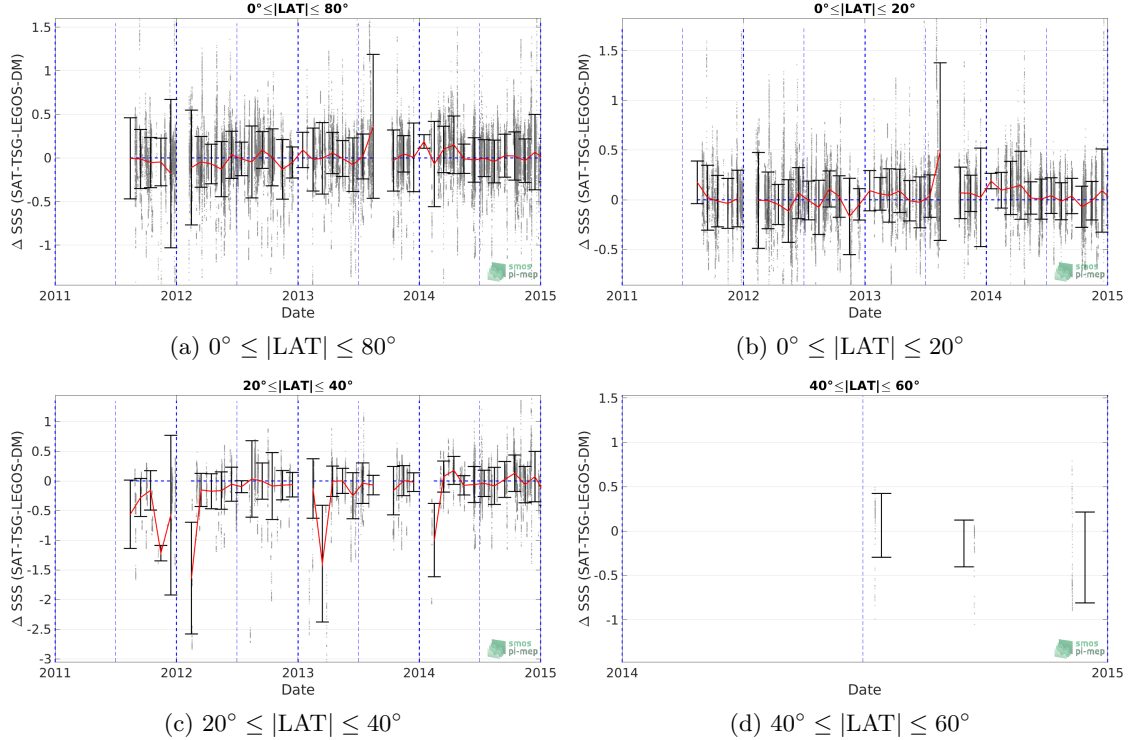 0°≤|LAT|≤ 80°
Δ SSS (SAT-TSG-LEGOS-DM)
1.5
1
0.5
0
-0.5
-1
2011
2012
2013
2014
2015
Date
smos
pi-mep
(a) 0° ≤ |LAT| ≤ 80°
0°≤|LAT|≤ 20°
Δ SSS (SAT-TSG-LEGOS-DM)
1.5
1
0.5
0
-0.5
2011
2012
2013
2014
2015
Date
smos
pi-mep
(b) 0° ≤ |LAT| ≤ 20°
20°≤|LAT|≤ 40°
Δ SSS (SAT-TSG-LEGOS-DM)
1
0.5
0
-0.5
-1
-1.5
-2
-2.5
-3
2011
2012
2013
2014
2015
Date
smos
pi-mep
(c) 20° ≤ |LAT| ≤ 40°
40°≤|LAT|≤ 60°
Δ SSS (SAT-TSG-LEGOS-DM)
1.5
1
0.5
0
-0.5
-1
2014
2015
Date
smos
pi-mep
(d) 40° ≤ |LAT| ≤ 60°